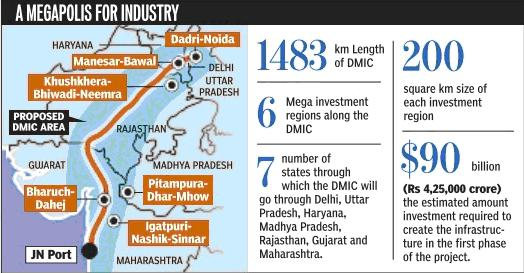 A MEGAPOLIS FOR INDUSTRY
HARYANA
Dadri-Noida
Manesar-Bawal
DELHI
Khushkhera-
Bhiwadi-Neemra
UTTAR
PRADESH
PROPOSED
DMIC AREA
RAJASTHAN
GUJARAT
MADHYA PRADESH
Bharuch-
Dahej
Pitampura-
Dhar-Mhow
Igatpuri-
Nashik-Sinnar
JN Port
MAHARASHTRA
1483 km Length
of DMIC
6 Mega investment
regions along the
DMIC
7 number of
states through
which the DMIC will
go through Delhi, Uttar
Pradesh, Haryana,
Madhya Pradesh,
Rajasthan, Gujarat and
Maharashtra.
200
square km size of
each investment
region
$90 billion
(Rs 4,25,000 crore)
the estimated amount
investment required to
create the infrastruc-
ture in the first phase
of the project.